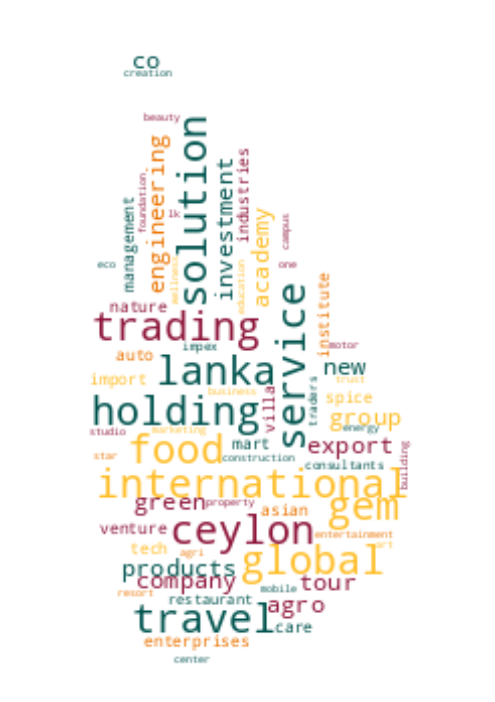 co
creation
beauty
engineering
solution
foundation
lk
management
investment
industries
academy
campus
wellness
education
eco
one
nature
trading
service
institute
impex
motor
auto
lanka
new
import
business
villa
traders
trust
holding
spice
group
studio
marketing
energy
food
mart
export
star
construction
consultants
building
international
green
property
gem
asian
venture
ceylon
entertainment
tech
agri
global
art
products
company
tour
resort
mobile
restaurant
agro
travel
care
enterprises
center